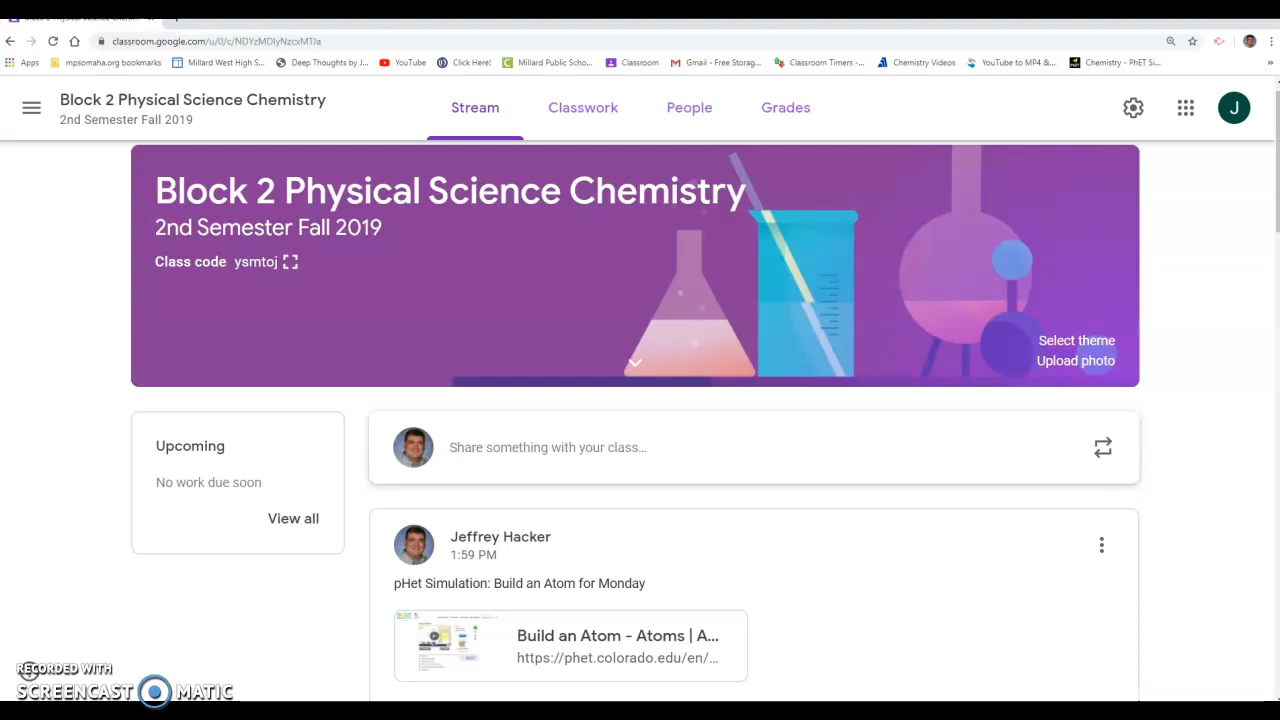 classroom.google.com/u/0/c/NDYzMDIyNzcxMTJa
Apps mpsomaha.org bookmarks Millard West High S... Deep Thoughts by J... YouTube Click Here! Millard Public Scho... Classroom Gmail - Free Storag... Classroom Timers -... Chemistry Videos YouTube to MP4 &... Chemistry - PhET Si... »
Block 2 Physical Science Chemistry
2nd Semester Fall 2019
Stream Classwork People Grades
J
Block 2 Physical Science Chemistry
2nd Semester Fall 2019
Class code ysmtoj
Select theme
Upload photo
Upcoming
No work due soon
View all
Share something with your class...
Jeffrey Hacker
1:59 PM
pHet Simulation: Build an Atom for Monday
Build an Atom - Atoms | A...
https://phet.colorado.edu/en/...
RECORDED WITH
SCREENCAST MATIC